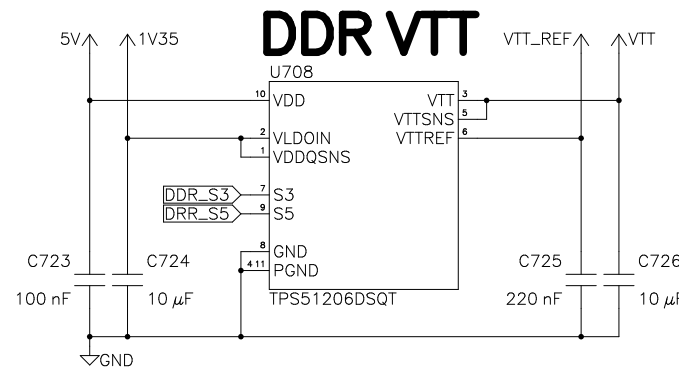 DDR VTT
5V
1V35
VTT_REF
VTT
U708
10 VDD
VTT 3
VTTSNS 5
2 VLDOIN
VTTREF 6
1 VDDQSNS
DDR_S3 7 S3
DRR_S5 9 S5
8 GND
4 11 PGND
C723
C724
C725
C726
100 nF
10 µF
TPS51206DSQT
220 nF
10 µF
GND